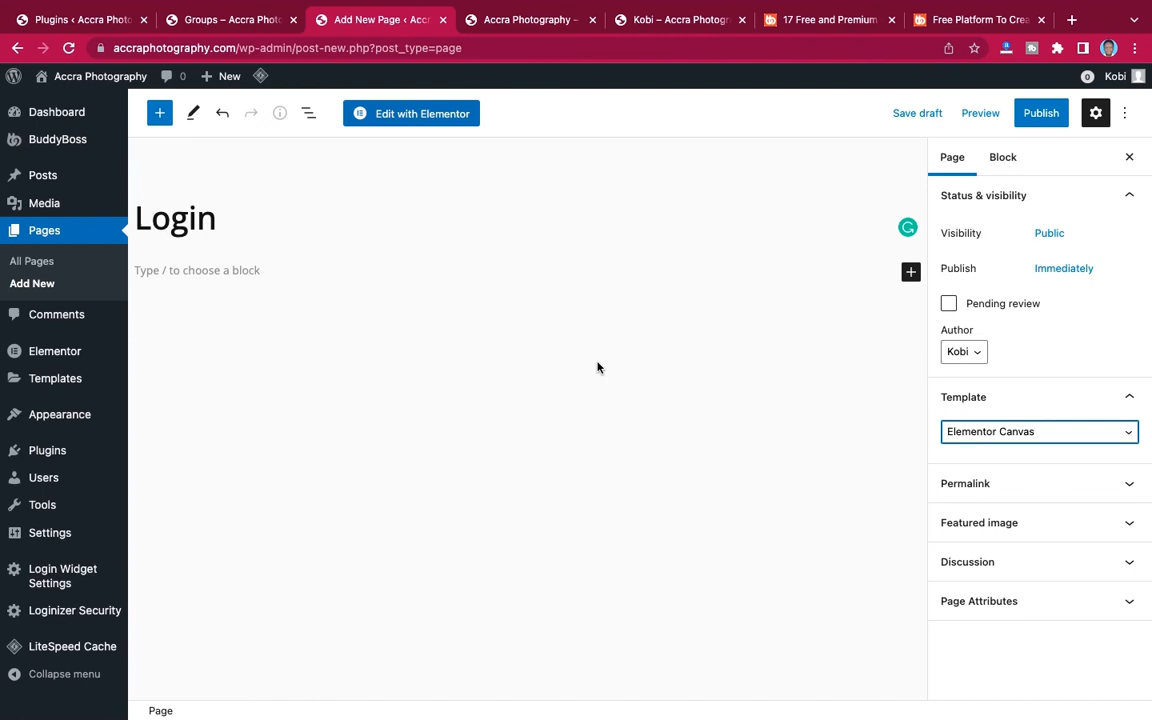 Plugins ‹ Accra Photo
Groups – Accra Photo
Add New Page ‹ Accr
Accra Photography –
Kobi – Accra Photogr
17 Free and Premium
Free Platform To Crea
accraphotography.com/wp-admin/post-new.php?post_type=page
Accra Photography
0
New
0
Kobi
Dashboard
BuddyBoss
Posts
Media
Pages
All Pages
Add New
Comments
Elementor
Templates
Appearance
Plugins
Users
Tools
Settings
Login Widget
Settings
Loginizer Security
LiteSpeed Cache
Collapse menu
Edit with Elementor
Save draft
Preview
Publish
Login
Type / to choose a block
Page
Block
Status & visibility
Visibility
Public
Publish
Immediately
Pending review
Author
Kobi
Template
Elementor Canvas
Permalink
Featured image
Discussion
Page Attributes
Page